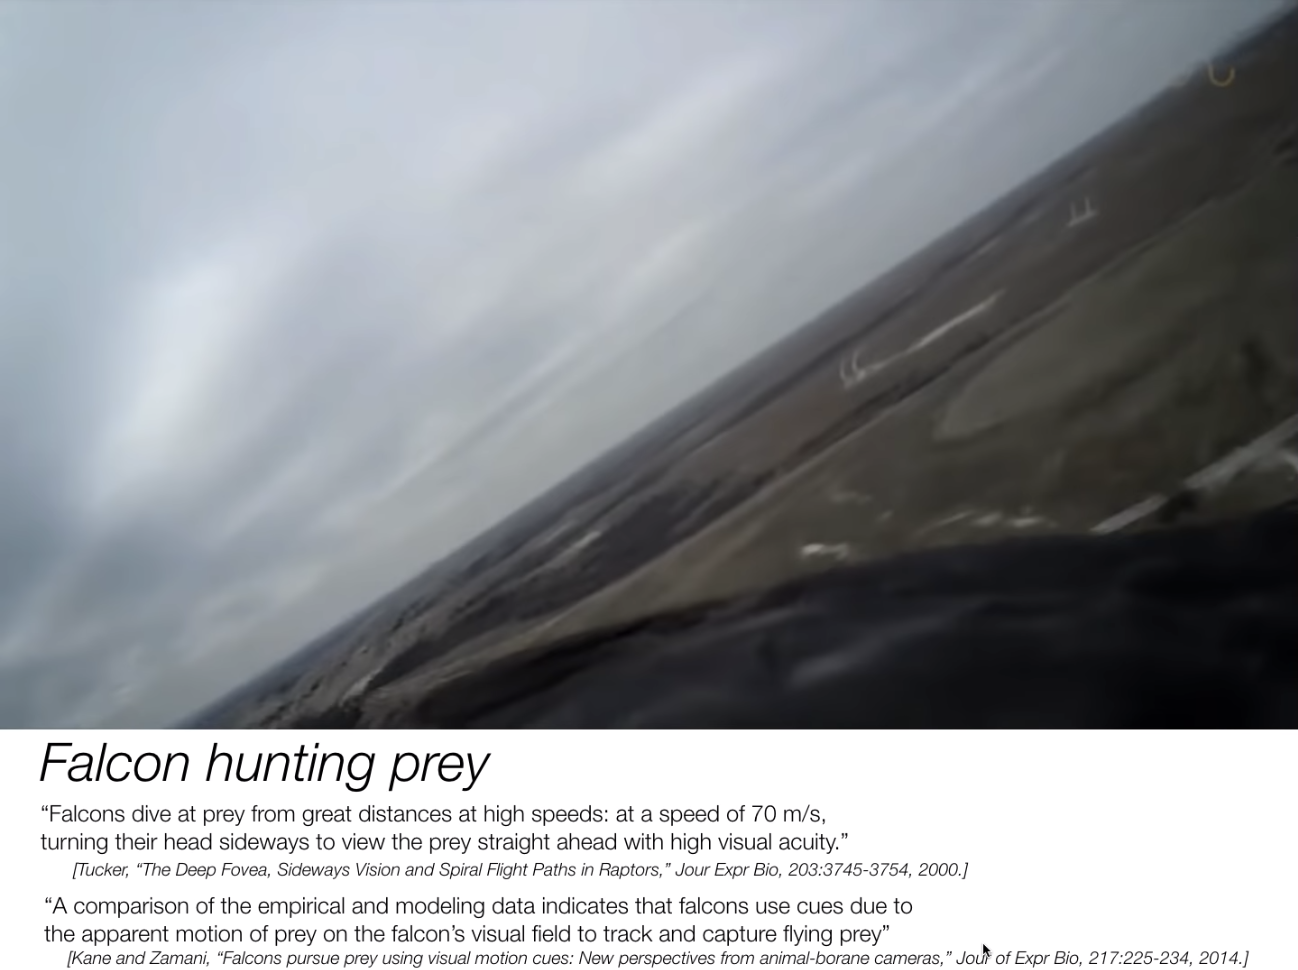 Falcon hunting prey
“Falcons dive at prey from great distances at high speeds: at a speed of 70 m/s,
turning their head sideways to view the prey straight ahead with high visual acuity.”
[Tucker, “The Deep Fovea, Sideways Vision and Spiral Flight Paths in Raptors,” Jour Expr Bio, 203:3745-3754, 2000.]
“A comparison of the empirical and modeling data indicates that falcons use cues due to
the apparent motion of prey on the falcon’s visual field to track and capture flying prey”
[Kane and Zamani, “Falcons pursue prey using visual motion cues: New perspectives from animal-borane cameras,” Jour of Expr Bio, 217:225-234, 2014.]